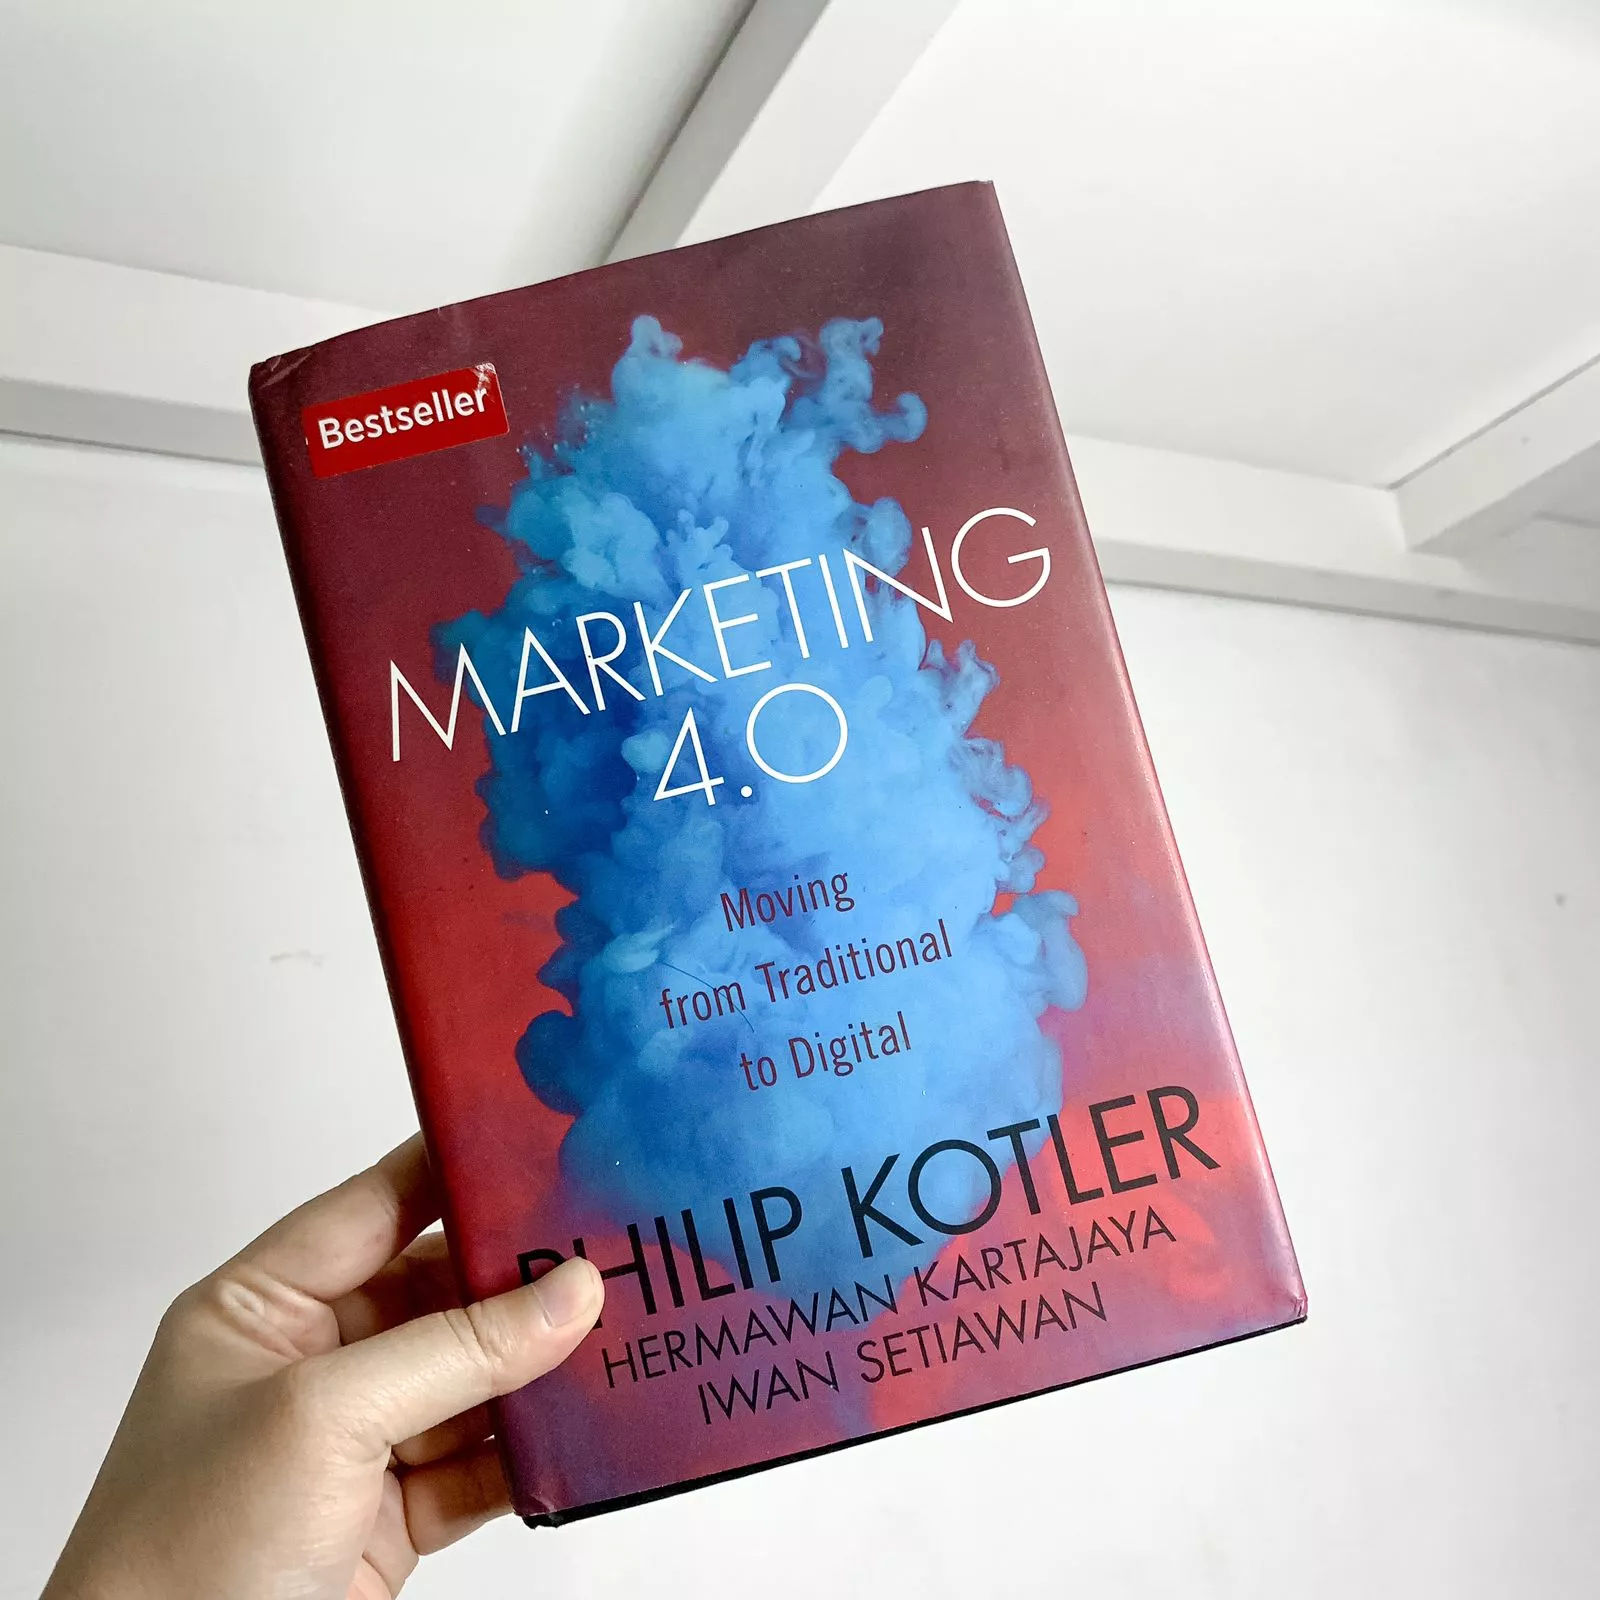 Bestseller
MARKETING
4.0
Moving
from Traditional
to Digital
PHILIP KOTLER
HERMAWAN KARTAJAYA
IWAN SETIAWAN